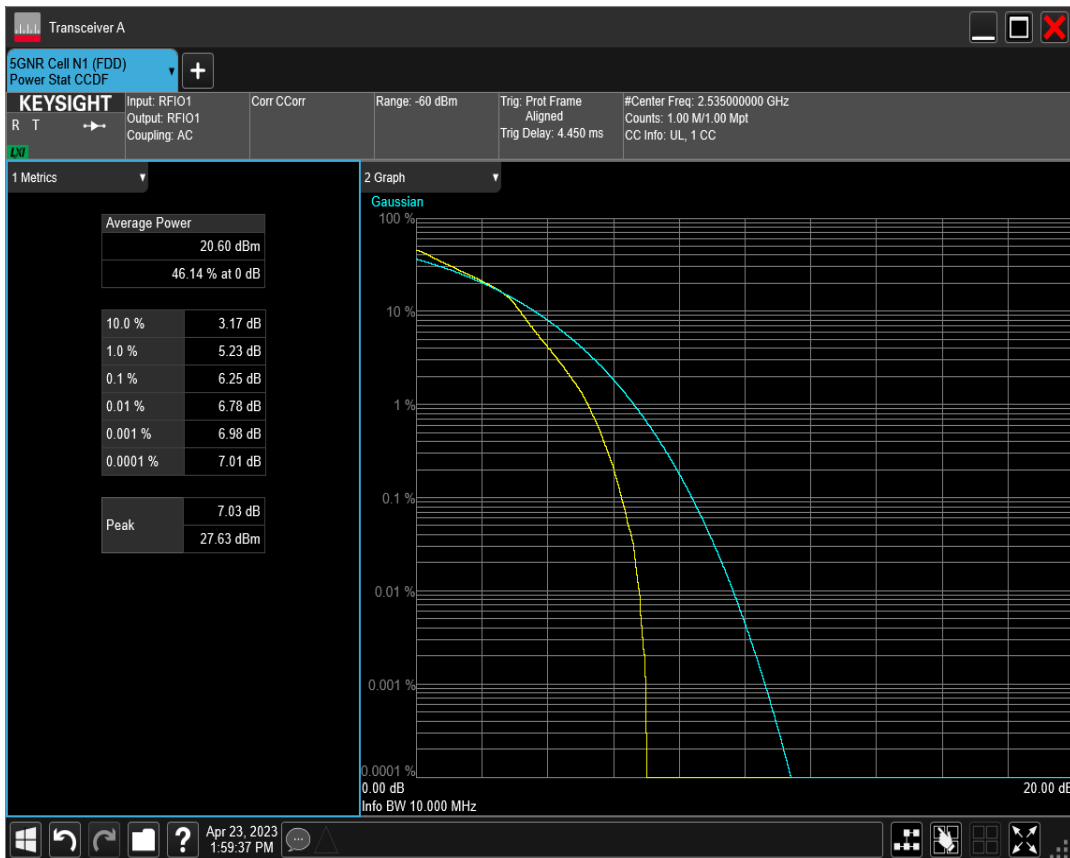 Transceiver A
5GNR Cell N1 (FDD)
Power Stat CCDF
KEYSIGHT
R T
LXI
Input: RFIO1
Output: RFIO1
Coupling: AC
Corr CCorr
Range: -60 dBm
Trig: Prot Frame
Aligned
Trig Delay: 4.450 ms
#Center Freq: 2.535000000 GHz
Counts: 1.00 M/1.00 Mpt
CC Info: UL, 1 CC
1 Metrics
Average Power
20.60 dBm
46.14 % at 0 dB
10.0 % 3.17 dB
1.0 % 5.23 dB
0.1 % 6.25 dB
0.01 % 6.78 dB
0.001 % 6.98 dB
0.0001 % 7.01 dB
Peak
7.03 dB
27.63 dBm
2 Graph
Gaussian
100 %
10 %
1 %
0.1 %
0.01 %
0.001 %
0.0001 %
0.00 dB 20.00 dB
Info BW 10.000 MHz
?
Apr 23, 2023
1:59:37 PM